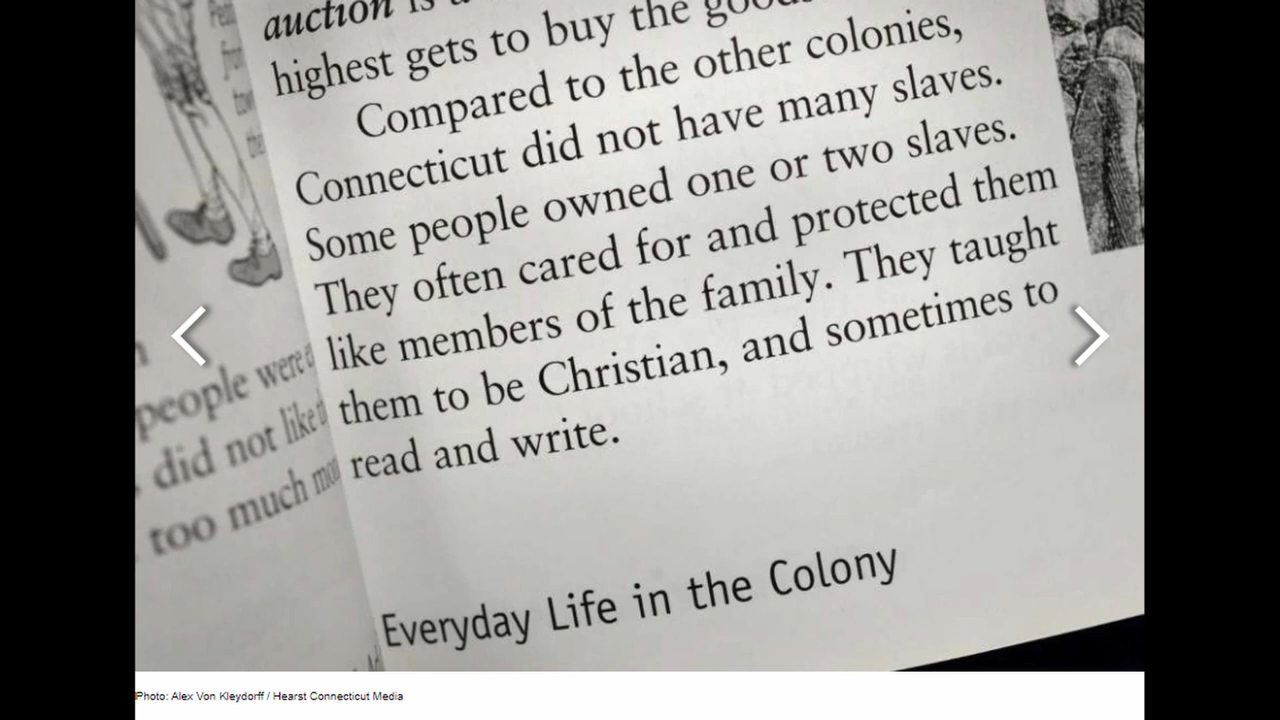 auction is a
highest gets to buy the goods
Compared to the other colonies,
Connecticut did not have many slaves.
Some people owned one or two slaves.
They often cared for and protected them
like members of the family. They taught
them to be Christian, and sometimes to
read and write.
Everyday Life in the Colony
people were
did not like
too much
Photo: Alex Von Kleydorff / Hearst Connecticut Media